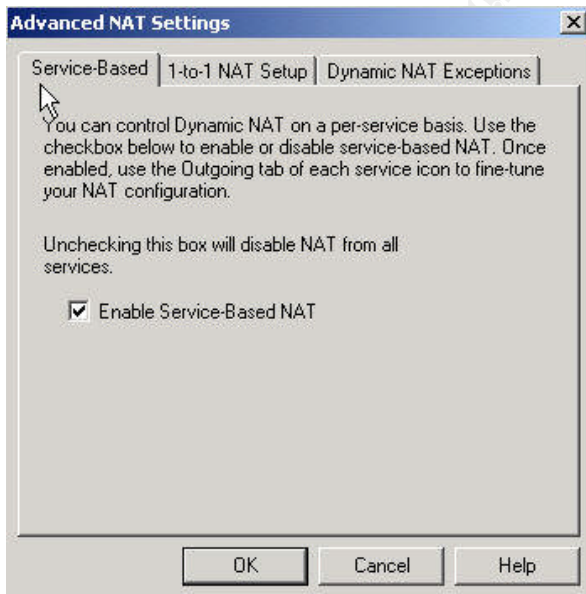 Advanced NAT Settings
Service-Based
1-to-1 NAT Setup
Dynamic NAT Exceptions
You can control Dynamic NAT on a per-service basis. Use the
checkbox below to enable or disable service-based NAT. Once
enabled, use the Outgoing tab of each service icon to fine-tune
your NAT configuration.
Unchecking this box will disable NAT from all
services.
Enable Service-Based NAT
OK
Cancel
Help